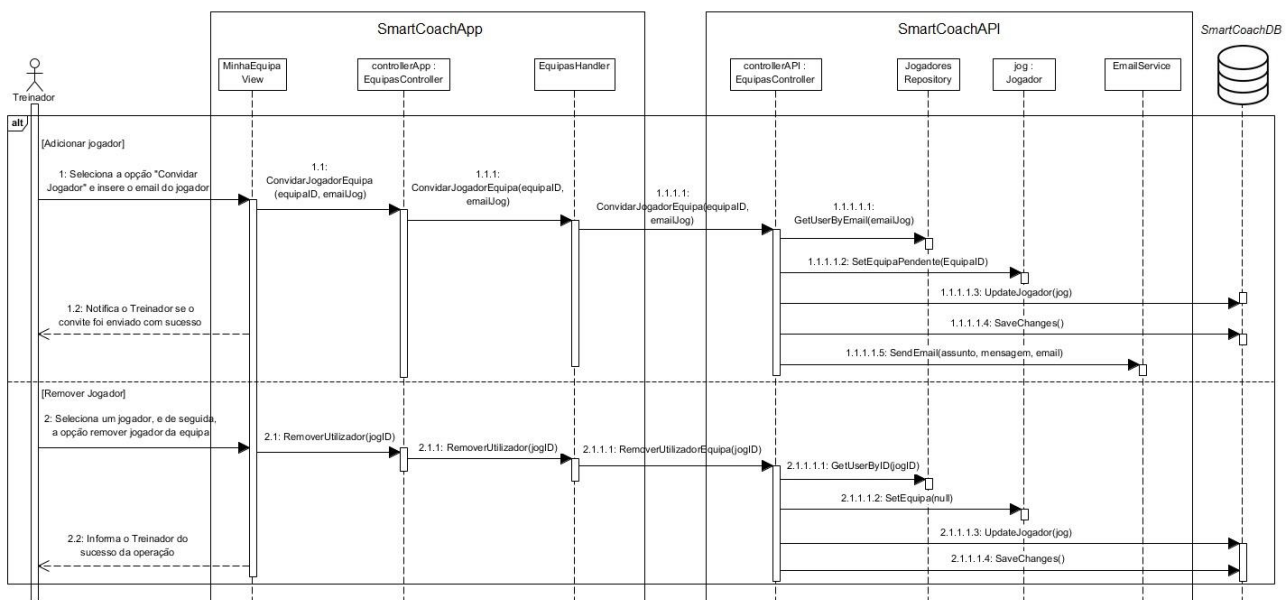 SmartCoachApp
SmartCoachAPI
SmartCoachDB
Treinador
MinhaEquipa
View
controllerApp :
EquipasController
EquipasHandler
controllerAPI :
EquipasController
Jogadores
Repository
jog :
Jogador
EmailService
alt
[Adicionar jogador]
1: Seleciona a opção "Convidar
Jogador" e insere o email do jogador
1.1:
ConvidarJogadorEquipa
(equipaID, emailJog)
1.1.1:
ConvidarJogadorEquipa(equipaID,
emailJog)
1.1.1.1:
ConvidarJogadorEquipa(equipaID,
emailJog)
1.1.1.1.1:
GetUserByEmail(emailJog)
1.1.1.1.2: SetEquipaPendente(EquipaID)
1.1.1.1.3: UpdateJogador(jog)
1.2: Notifica o Treinador se o
convite foi enviado com sucesso
1.1.1.1.4: SaveChanges()
1.1.1.1.5: SendEmail(assunto, mensagem, email)
[Remover Jogador]
2: Seleciona um jogador, e de seguida,
a opção remover jogador da equipa
2.1: RemoverUtilizador(jogID)
2.1.1: RemoverUtilizador(jogID)
2.1.1.1: RemoverUtilizadorEquipa(jogID)
2.1.1.1.1: GetUserByID(jogID)
2.1.1.1.2: SetEquipa(null)
2.1.1.1.3: UpdateJogador(jog)
2.2: Informa o Treinador do
sucesso da operação
2.1.1.1.4: SaveChanges()